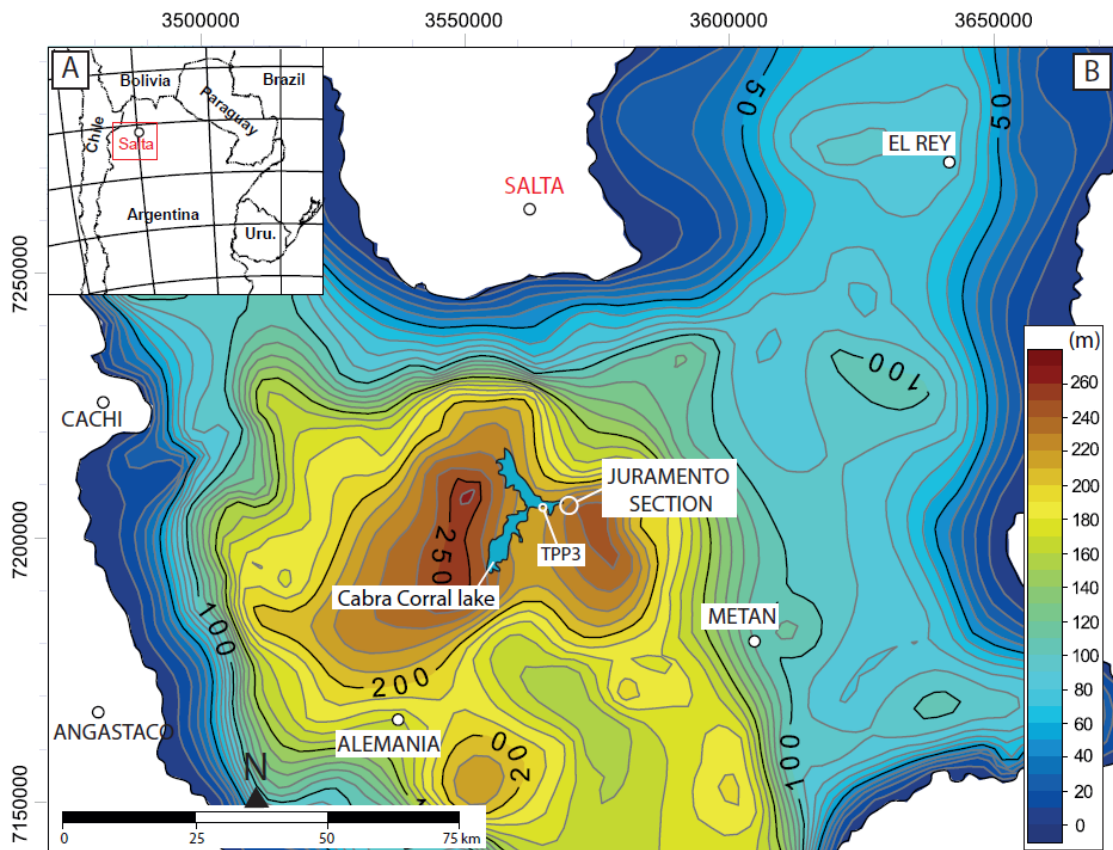 3500000
3550000
3600000
3650000
A
B
Bolivia
Brazil
Paraguay
Chile
Salta
Argentina
Uru.
50
50
EL REY
SALTA
7250000
(m)
260
240
220
200
180
160
140
120
100
80
60
40
20
0
100
CACHI
JURAMENTO
SECTION
250
7200000
TPP3
Cabra Corral lake
100
METAN
200
ANGASTACO
ALEMANIA
200
100
N
7150000
0
25
50
75 km